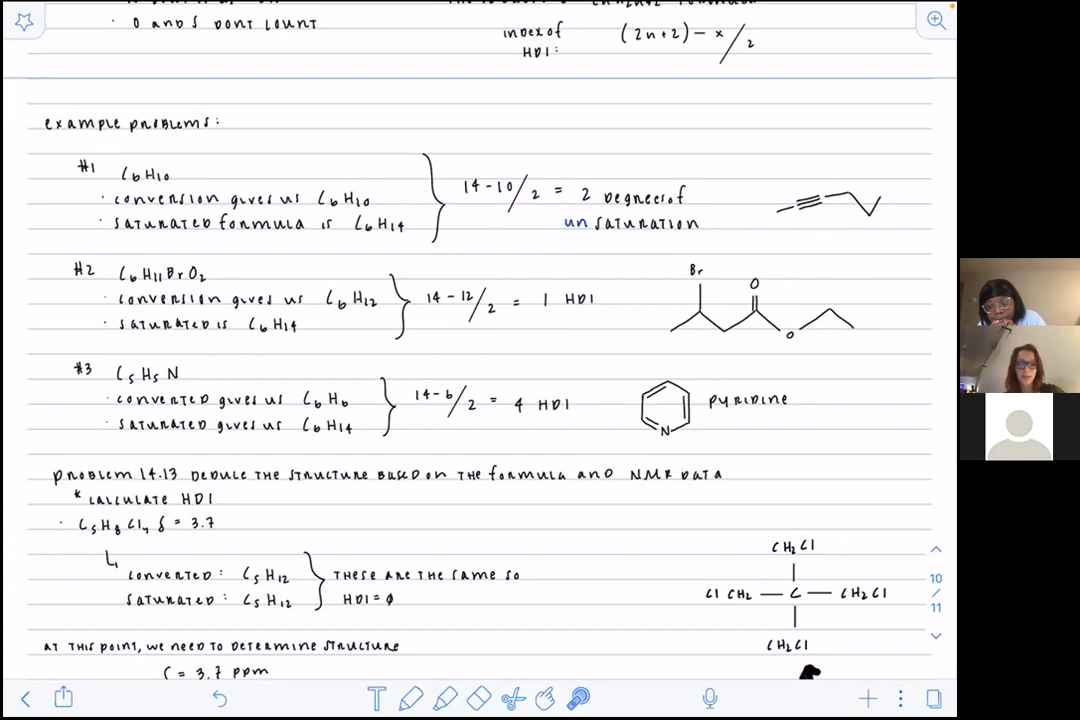 · O and S DONT COUNT
index of
HDI:
(2n+2) - x/2
example problems:
#1 C6H10
· conversion gives us C6H10
· saturated formula is C6H14
14-10/2 = 2 Degrees of
unsaturation
#2 C6H11BrO2
· conversion gives us C6H12
· saturated is C6H14
14-12/2 = 1 HDI
Br
O
O
#3 C5H5N
· converted gives us C6H6
· saturated gives us C6H14
14-6/2 = 4 HDI
N
pyridine
problem 14.13 Deduce the structure based on the formula and NMR data
* calculate HDI
· C5H8Cl4 δ = 3.7
converted: C5H12
saturated: C5H12
These are the same so
HDI = 0
CH2Cl
ClCH2 — C — CH2Cl
CH2Cl
At this point, we need to determine structure
= 3.7 ppm
10
/
11
T